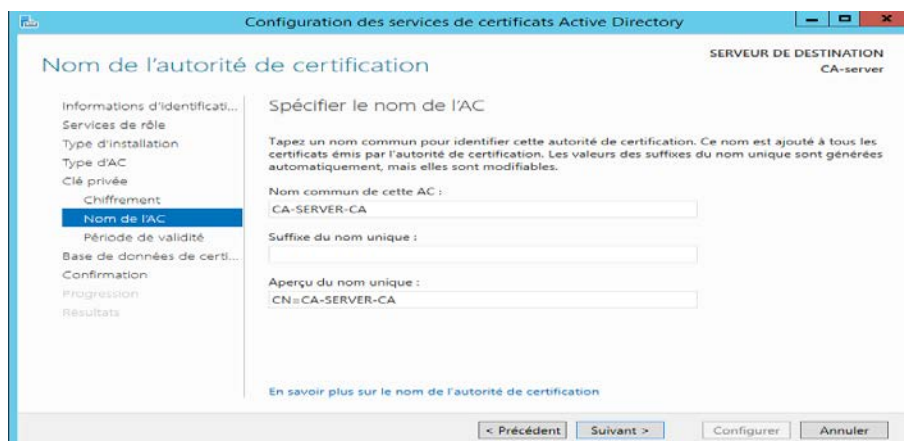 Configuration des services de certificats Active Directory
Nom de l'autorité de certification
SERVEUR DE DESTINATION
CA-server
Informations d'identificati...
Services de rôle
Type d'installation
Type d'AC
Clé privée
Chiffrement
Nom de l'AC
Période de validité
Base de données de certi...
Confirmation
Progression
Résultats
Spécifier le nom de l'AC
Tapez un nom commun pour identifier cette autorité de certification. Ce nom est ajouté à tous les
certificats émis par l'autorité de certification. Les valeurs des suffixes du nom unique sont générées
automatiquement, mais elles sont modifiables.
Nom commun de cette AC :
CA-SERVER-CA
Suffixe du nom unique :
Aperçu du nom unique :
CN=CA-SERVER-CA
En savoir plus sur le nom de l'autorité de certification
< Précédent
Suivant >
Configurer
Annuler